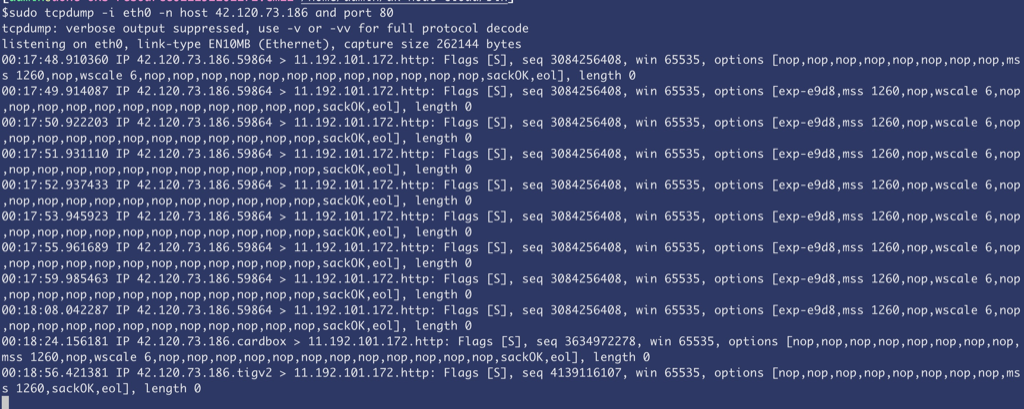 $sudo tcpdump -i eth0 -n host 42.120.73.186 and port 80
tcpdump: verbose output suppressed, use -v or -vv for full protocol decode
listening on eth0, link-type EN10MB (Ethernet), capture size 262144 bytes
00:17:48.910360 IP 42.120.73.186.59864 > 11.192.101.172.http: Flags [S], seq 3084256408, win 65535, options [nop,nop,nop,nop,nop,nop,nop,nop,ms
s 1260,nop,wscale 6,nop,nop,nop,nop,nop,nop,nop,nop,nop,nop,nop,nop,sackOK,eol], length 0
00:17:49.914087 IP 42.120.73.186.59864 > 11.192.101.172.http: Flags [S], seq 3084256408, win 65535, options [exp-e9d8,mss 1260,nop,wscale 6,nop
,nop,nop,nop,nop,nop,nop,nop,nop,nop,nop,nop,sackOK,eol], length 0
00:17:50.922203 IP 42.120.73.186.59864 > 11.192.101.172.http: Flags [S], seq 3084256408, win 65535, options [exp-e9d8,mss 1260,nop,wscale 6,nop
,nop,nop,nop,nop,nop,nop,nop,nop,nop,nop,nop,sackOK,eol], length 0
00:17:51.931110 IP 42.120.73.186.59864 > 11.192.101.172.http: Flags [S], seq 3084256408, win 65535, options [exp-e9d8,mss 1260,nop,wscale 6,nop
,nop,nop,nop,nop,nop,nop,nop,nop,nop,nop,nop,sackOK,eol], length 0
00:17:52.937433 IP 42.120.73.186.59864 > 11.192.101.172.http: Flags [S], seq 3084256408, win 65535, options [exp-e9d8,mss 1260,nop,wscale 6,nop
,nop,nop,nop,nop,nop,nop,nop,nop,nop,nop,nop,sackOK,eol], length 0
00:17:53.945923 IP 42.120.73.186.59864 > 11.192.101.172.http: Flags [S], seq 3084256408, win 65535, options [exp-e9d8,mss 1260,nop,wscale 6,nop
,nop,nop,nop,nop,nop,nop,nop,nop,nop,nop,nop,sackOK,eol], length 0
00:17:55.961689 IP 42.120.73.186.59864 > 11.192.101.172.http: Flags [S], seq 3084256408, win 65535, options [exp-e9d8,mss 1260,nop,wscale 6,nop
,nop,nop,nop,nop,nop,nop,nop,nop,nop,nop,nop,sackOK,eol], length 0
00:17:59.985463 IP 42.120.73.186.59864 > 11.192.101.172.http: Flags [S], seq 3084256408, win 65535, options [exp-e9d8,mss 1260,nop,wscale 6,nop
,nop,nop,nop,nop,nop,nop,nop,nop,nop,nop,nop,sackOK,eol], length 0
00:18:08.042287 IP 42.120.73.186.59864 > 11.192.101.172.http: Flags [S], seq 3084256408, win 65535, options [exp-e9d8,mss 1260,nop,wscale 6,nop
,nop,nop,nop,nop,nop,nop,nop,nop,nop,nop,nop,sackOK,eol], length 0
00:18:24.156181 IP 42.120.73.186.cardbox > 11.192.101.172.http: Flags [S], seq 3634972278, win 65535, options [nop,nop,nop,nop,nop,nop,nop,nop,
mss 1260,nop,wscale 6,nop,nop,nop,nop,nop,nop,nop,nop,nop,nop,nop,nop,sackOK,eol], length 0
00:18:56.421381 IP 42.120.73.186.tigv2 > 11.192.101.172.http: Flags [S], seq 4139116107, win 65535, options [nop,nop,nop,nop,nop,nop,nop,nop,ms
s 1260,sackOK,eol], length 0